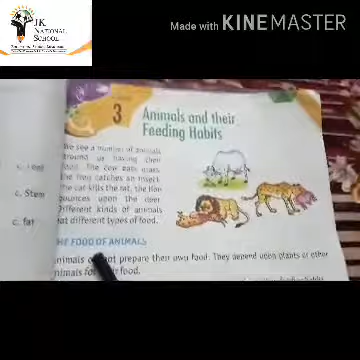 JK
NATIONAL
School
Made with KINEMASTER
3
Animals and their
Feeding Habits
We see a number of animals
around us having their
food. The cow eats grass.
The frog catches an insect.
The cat kills the rat, the lion
pounces upon the deer.
Different kinds of animals
eat different types of food.
c. Stem
c. fat
THE FOOD OF ANIMALS
Animals cannot prepare their own food. They depend upon plants or other
animals for their food.